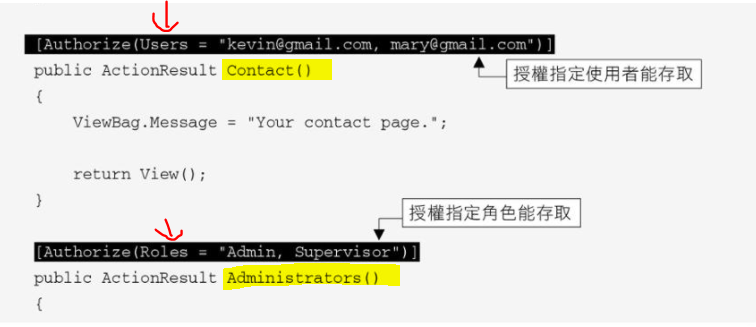 [Authorize(Users = "kevin@gmail.com, mary@gmail.com")]
public ActionResult Contact()
授權指定使用者能存取
{
ViewBag.Message = "Your contact page.";
return View();
}
授權指定角色能存取
[Authorize(Roles = "Admin, Supervisor")]
public ActionResult Administrators()
{